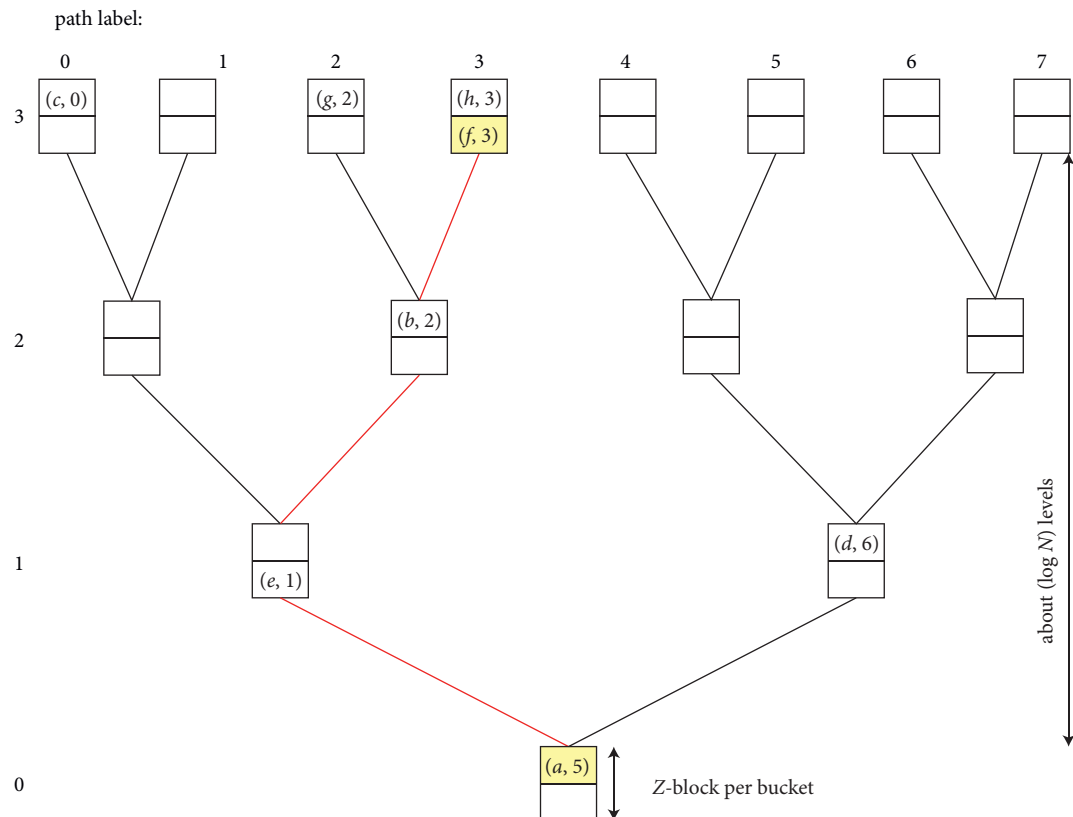 path label:
0 1 2 3 4 5 6 7
3 (c, 0) (g, 2) (h, 3)
(f, 3)
2 (b, 2)
1 (d, 6)
(e, 1)
about (log N) levels
0 (a, 5) Z-block per bucket